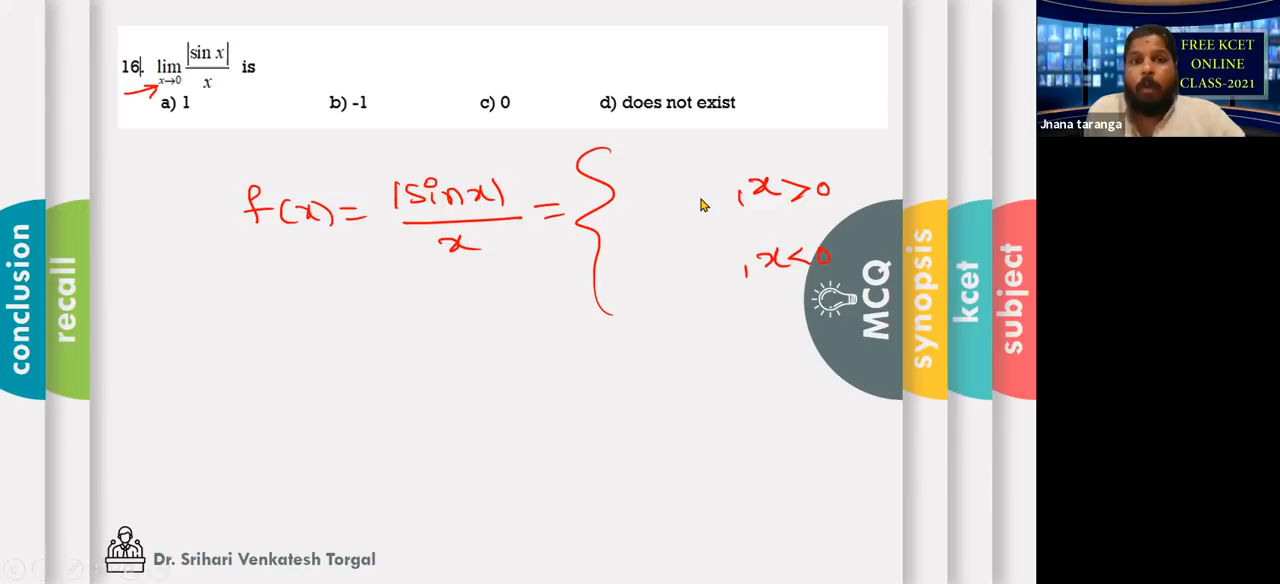 16. lim x→0 |sin x| / x is
a) 1 b) -1 c) 0 d) does not exist
f(x) = |sin x| / x = {
, x > 0
, x < 0
conclusion
recall
MCQ
synopsis
kcet
subject
FREE KCET
ONLINE
CLASS-2021
Jnana taranga
Dr. Srihari Venkatesh Torgal